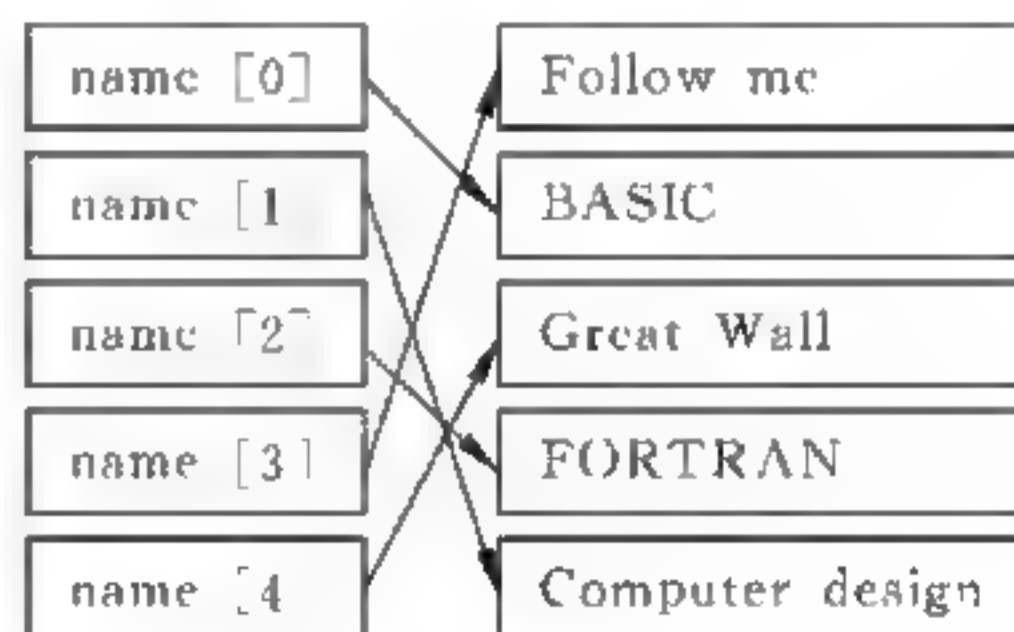 name [0] Follow me
name [1 BASIC
name [2] Great Wall
name [3] FORTRAN
name [4 Computer design